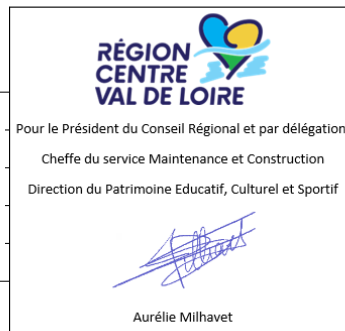 RÉGION
CENTRE
VAL DE LOIRE
Pour le Président du Conseil Régional et par délégation
Cheffe du service Maintenance et Construction
Direction du Patrimoine Educatif, Culturel et Sportif
Aurélie Milhavet